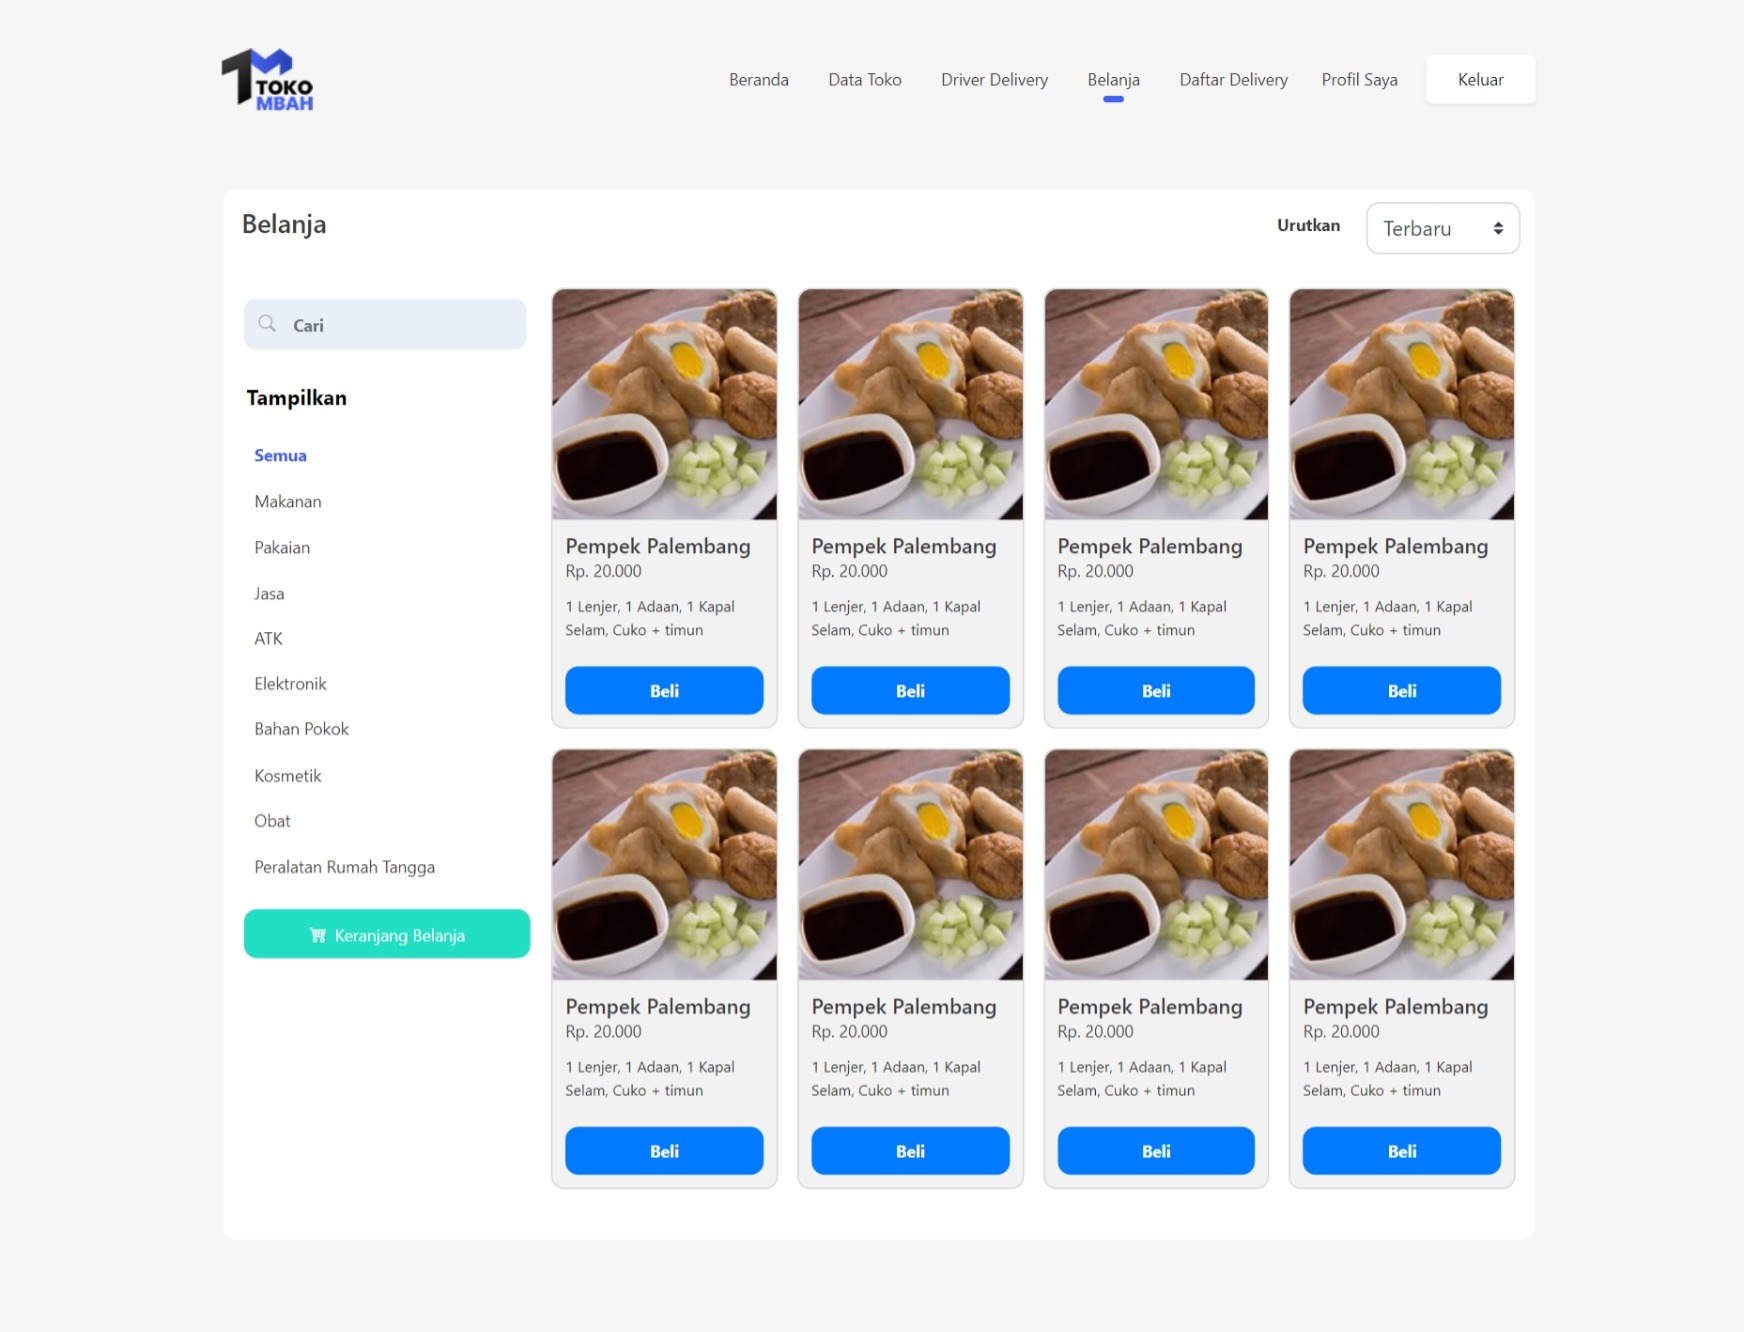 TOKO
MBAH
Beranda
Data Toko
Driver Delivery
Belanja
Daftar Delivery
Profil Saya
Keluar
Belanja
Urutkan
Terbaru
Cari
Tampilkan
Semua
Makanan
Pakaian
Jasa
ATK
Elektronik
Bahan Pokok
Kosmetik
Obat
Peralatan Rumah Tangga
Keranjang Belanja
Pempek Palembang
Rp. 20.000
1 Lenjer, 1 Adaan, 1 Kapal
Selam, Cuko + timun
Beli
Pempek Palembang
Rp. 20.000
1 Lenjer, 1 Adaan, 1 Kapal
Selam, Cuko + timun
Beli
Pempek Palembang
Rp. 20.000
1 Lenjer, 1 Adaan, 1 Kapal
Selam, Cuko + timun
Beli
Pempek Palembang
Rp. 20.000
1 Lenjer, 1 Adaan, 1 Kapal
Selam, Cuko + timun
Beli
Pempek Palembang
Rp. 20.000
1 Lenjer, 1 Adaan, 1 Kapal
Selam, Cuko + timun
Beli
Pempek Palembang
Rp. 20.000
1 Lenjer, 1 Adaan, 1 Kapal
Selam, Cuko + timun
Beli
Pempek Palembang
Rp. 20.000
1 Lenjer, 1 Adaan, 1 Kapal
Selam, Cuko + timun
Beli
Pempek Palembang
Rp. 20.000
1 Lenjer, 1 Adaan, 1 Kapal
Selam, Cuko + timun
Beli